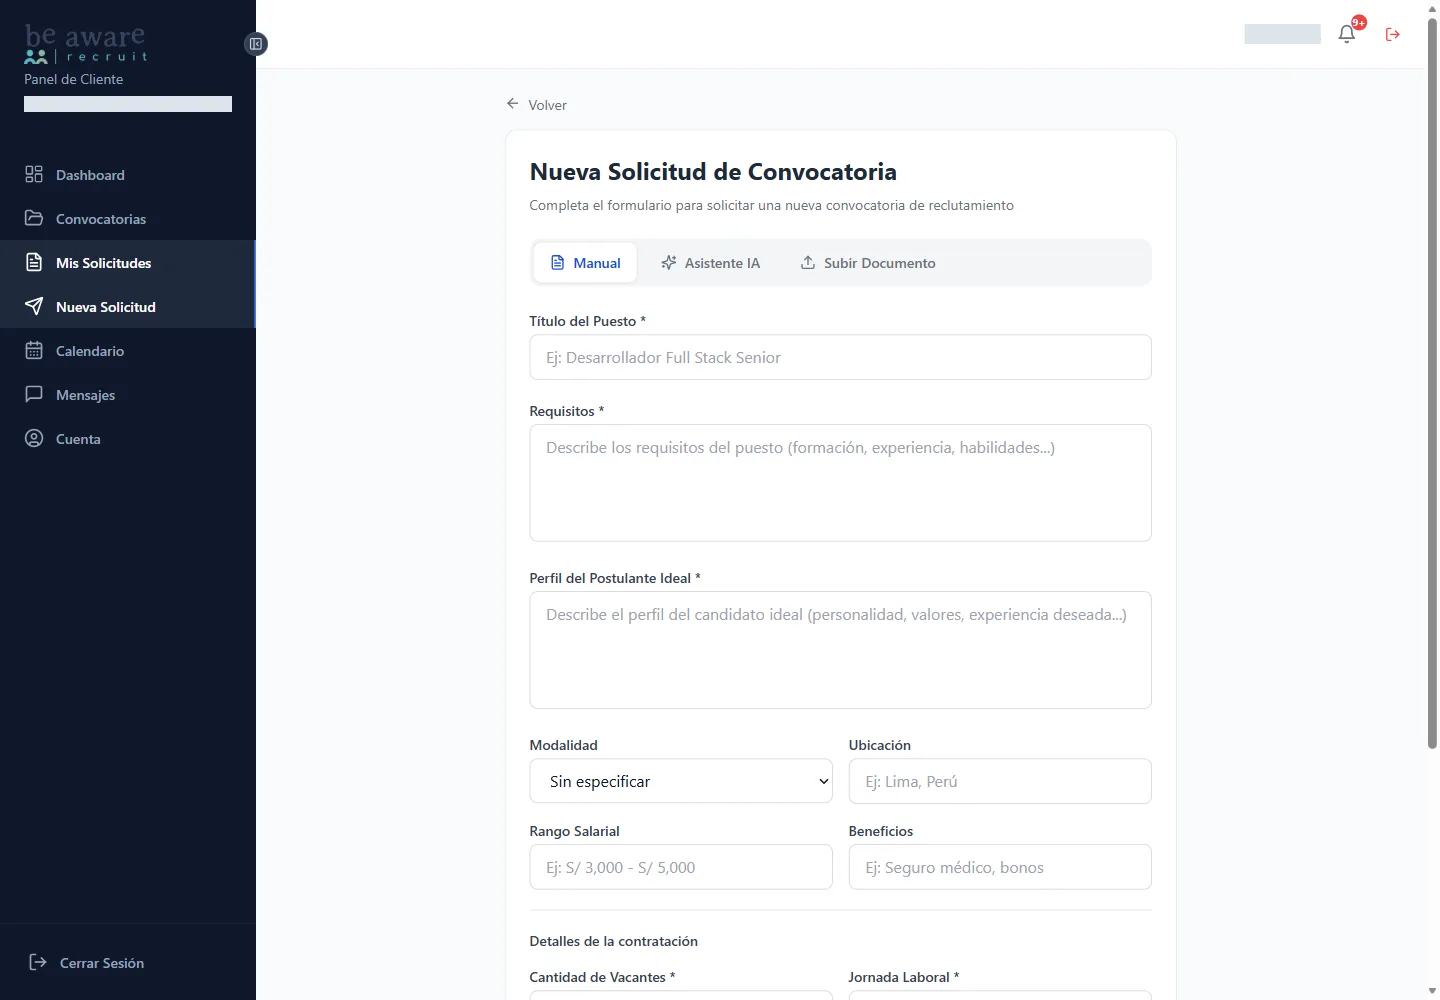 be aware
recruit
Panel de Cliente
Dashboard
Convocatorias
Mis Solicitudes
Nueva Solicitud
Calendario
Mensajes
Cuenta
Cerrar Sesión
9+
Volver
Nueva Solicitud de Convocatoria
Completa el formulario para solicitar una nueva convocatoria de reclutamiento
Manual Asistente IA Subir Documento
Título del Puesto *
Ej: Desarrollador Full Stack Senior
Requisitos *
Describe los requisitos del puesto (formación, experiencia, habilidades...)
Perfil del Postulante Ideal *
Describe el perfil del candidato ideal (personalidad, valores, experiencia deseada...)
Modalidad Ubicación
Sin especificar Ej: Lima, Perú
Rango Salarial Beneficios
Ej: S/ 3,000 - S/ 5,000 Ej: Seguro médico, bonos
Detalles de la contratación
Cantidad de Vacantes * Jornada Laboral *